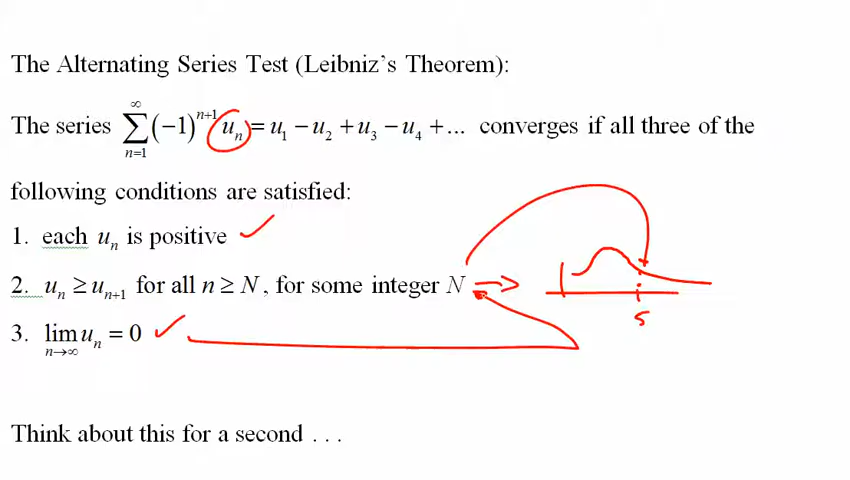 The Alternating Series Test (Leibniz's Theorem):
The series ∑_{n=1}^{∞} (−1)^{n+1} u_n = u_1 − u_2 + u_3 − u_4 + ... converges if all three of the
following conditions are satisfied:
1. each u_n is positive
2. u_n ≥ u_{n+1} for all n ≥ N, for some integer N
3. lim_{n→∞} u_n = 0
5
Think about this for a second . . .